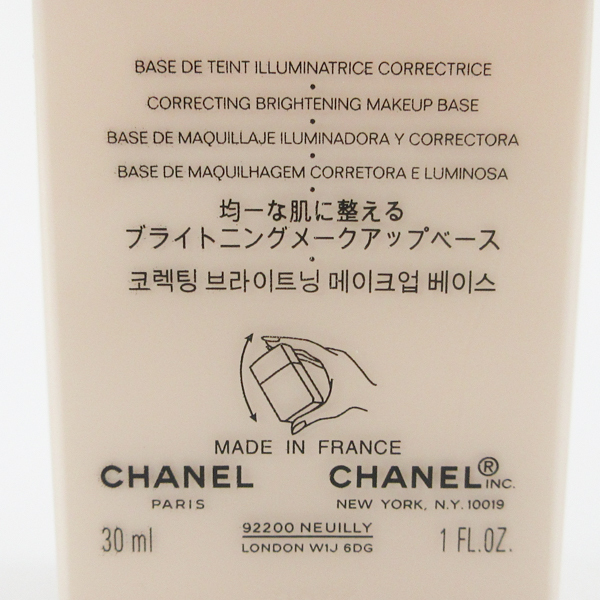 BASE DE TEINT ILLUMINATRICE CORRECTRICE
•
CORRECTING BRIGHTENING MAKEUP BASE
•
BASE DE MAQUILLAJE ILUMINADORA Y CORRECTORA
•
BASE DE MAQUILHAGEM CORRETORA E LUMINOSA
•
均一な肌に整える
ブライトニングメークアップベース
•
코렉팅 브라이트닝 메이크업 베이스
MADE IN FRANCE
CHANEL CHANEL® INC.
PARIS NEW YORK, N.Y. 10019
30 ml 92200 NEUILLY 1 FL.OZ.
LONDON W1J 6DG